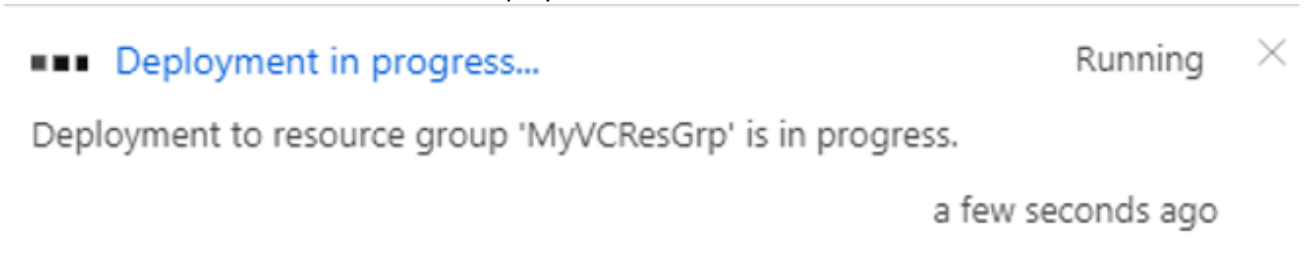 Deployment in progress... Running
Deployment to resource group 'MyVCResGrp' is in progress.
a few seconds ago